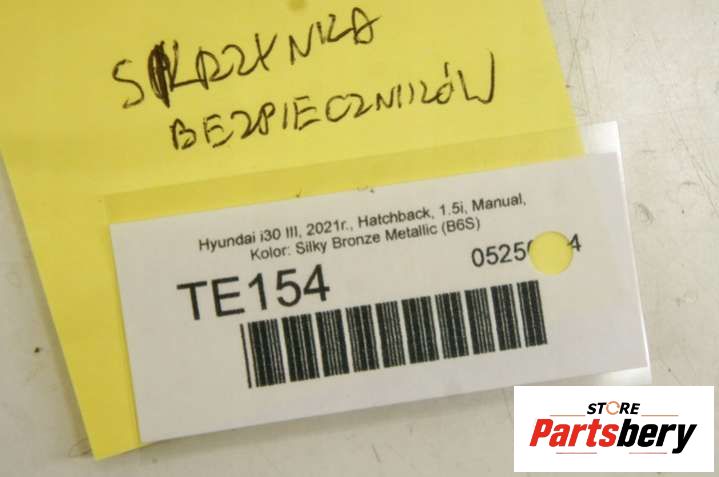 SKRZYNKA
BEZPIECZNIKÓW
Hyundai i30 III, 2021r., Hatchback, 1.5i, Manual,
Kolor: Silky Bronze Metallic (B6S)
TE154
STORE
Partsbery